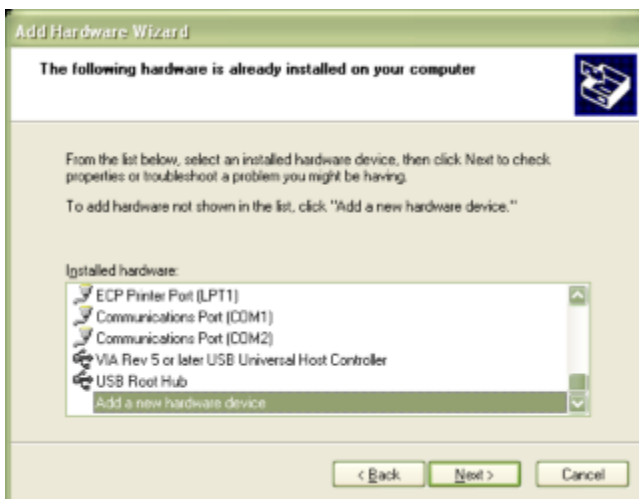 Add Hardware Wizard
The following hardware is already installed on your computer
From the list below, select an installed hardware device, then click Next to check
properties or troubleshoot a problem you might be having.
To add hardware not shown in the list, click "Add a new hardware device."
Installed hardware:
ECP Printer Port (LPT1)
Communications Port (COM1)
Communications Port (COM2)
VIA Rev 5 or later USB Universal Host Controller
USB Root Hub
Add a new hardware device
< Back
Next >
Cancel